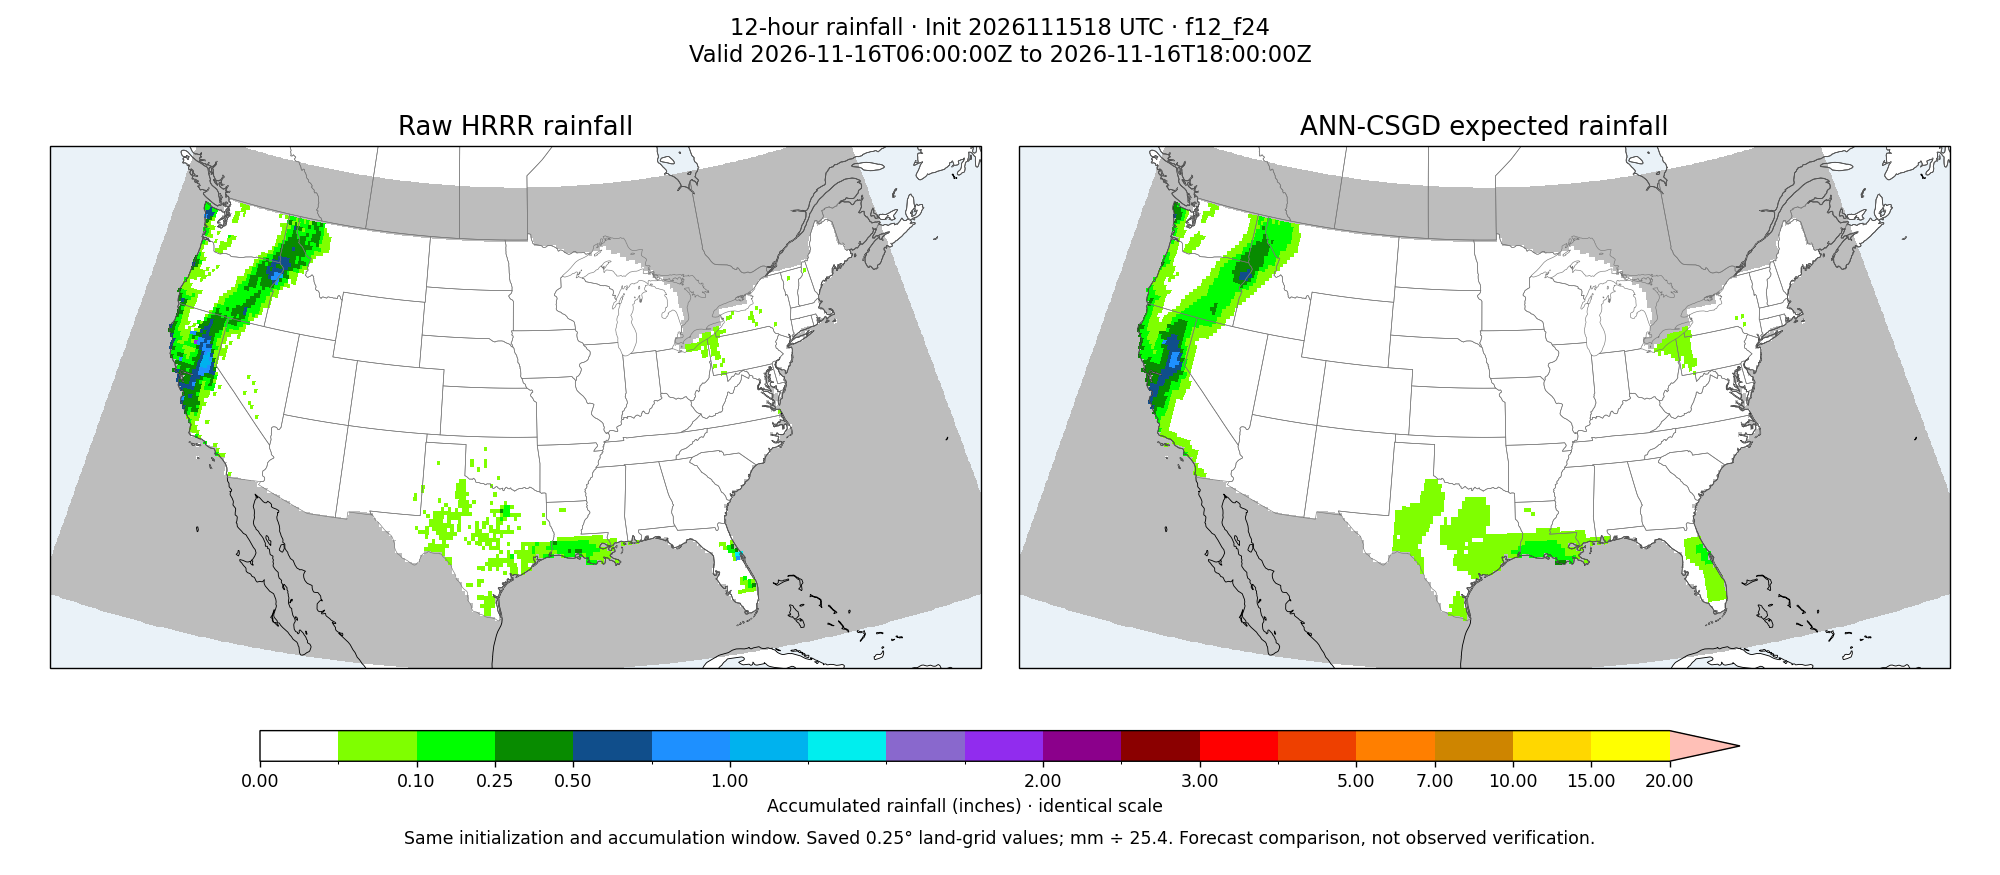 12-hour rainfall · Init 2026111518 UTC · f12_f24
Valid 2026-11-16T06:00:00Z to 2026-11-16T18:00:00Z
Raw HRRR rainfall
ANN-CSGD expected rainfall
0.00 0.10 0.25 0.50 1.00 2.00 3.00 5.00 7.00 10.00 15.00 20.00
Accumulated rainfall (inches) · identical scale
Same initialization and accumulation window. Saved 0.25° land-grid values; mm ÷ 25.4. Forecast comparison, not observed verification.